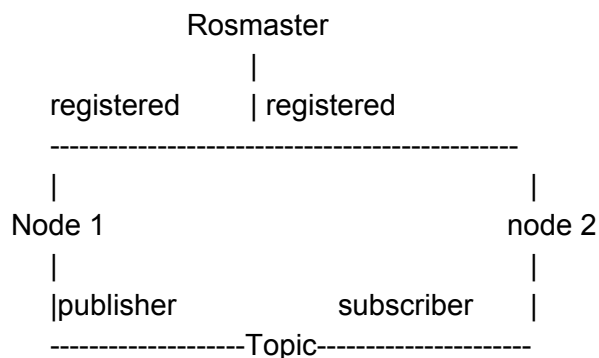 Rosmaster
|
registered | registered
------------------------------------------------
| |
Node 1 node 2
| |
|publisher subscriber |
--------------------Topic----------------------